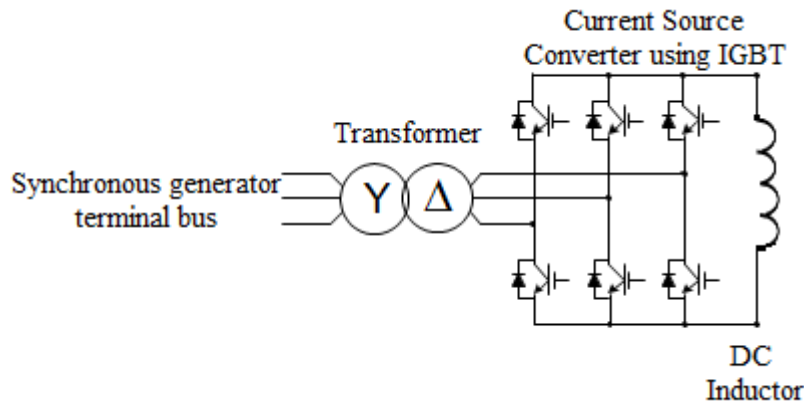 Current Source
Converter using IGBT
Transformer
Synchronous generator
terminal bus
Y
Δ
DC
Inductor